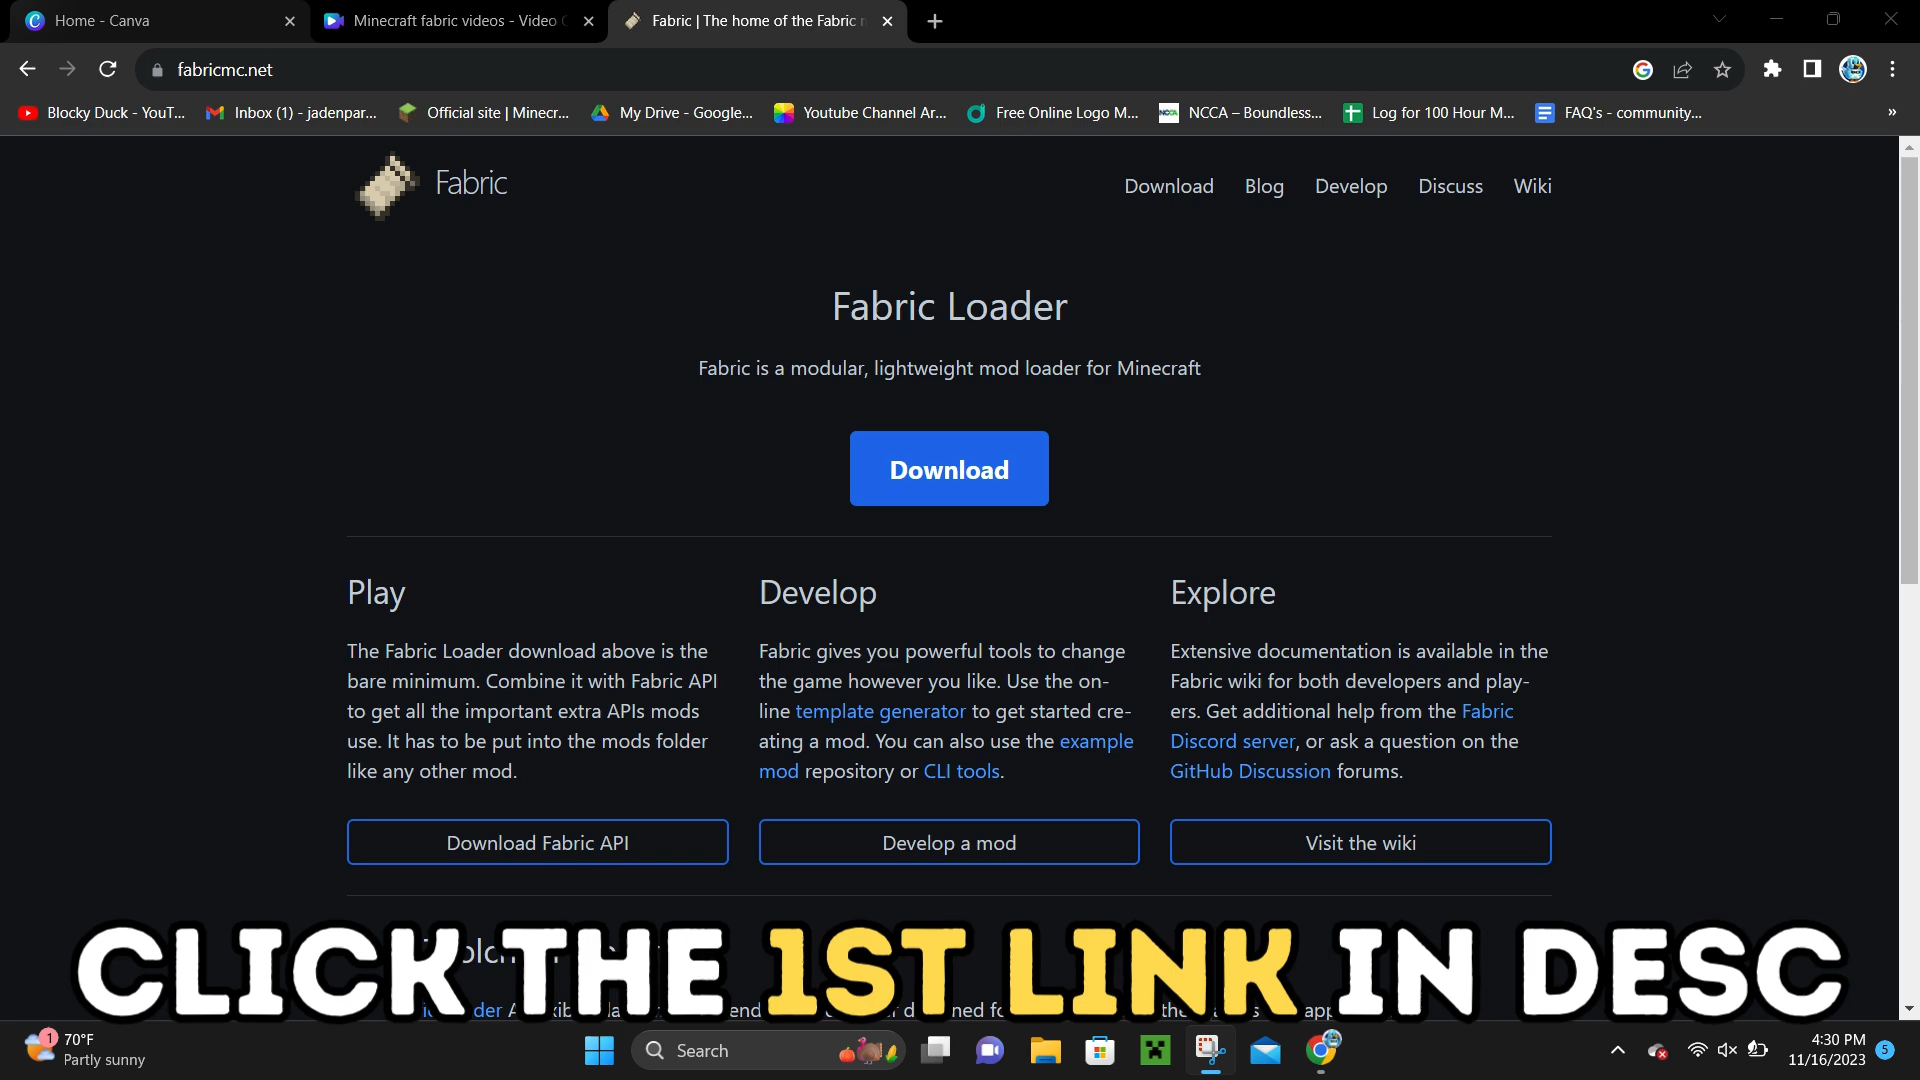 Home - Canva
Minecraft fabric videos - Video
Fabric | The home of the Fabric
fabricmc.net
Blocky Duck - YouT...
Inbox (1) - jadenpar...
Official site | Minecr...
My Drive - Google...
Youtube Channel Ar...
Free Online Logo M...
NCCA – Boundless...
Log for 100 Hour M...
FAQ's - community...
»
Fabric
Download
Blog
Develop
Discuss
Wiki
Fabric Loader
Fabric is a modular, lightweight mod loader for Minecraft
Download
Play
The Fabric Loader download above is the
bare minimum. Combine it with Fabric API
to get all the important extra APIs mods
use. It has to be put into the mods folder
like any other mod.
Download Fabric API
Develop
Fabric gives you powerful tools to change
the game however you like. Use the on-
line template generator to get started cre-
ating a mod. You can also use the example
mod repository or CLI tools.
Develop a mod
Explore
Extensive documentation is available in the
Fabric wiki for both developers and play-
ers. Get additional help from the Fabric
Discord server, or ask a question on the
GitHub Discussion forums.
Visit the wiki
CLICK THE 1ST LINK IN DESC
1
70°F
Partly sunny
Search
4:30 PM
11/16/2023
5